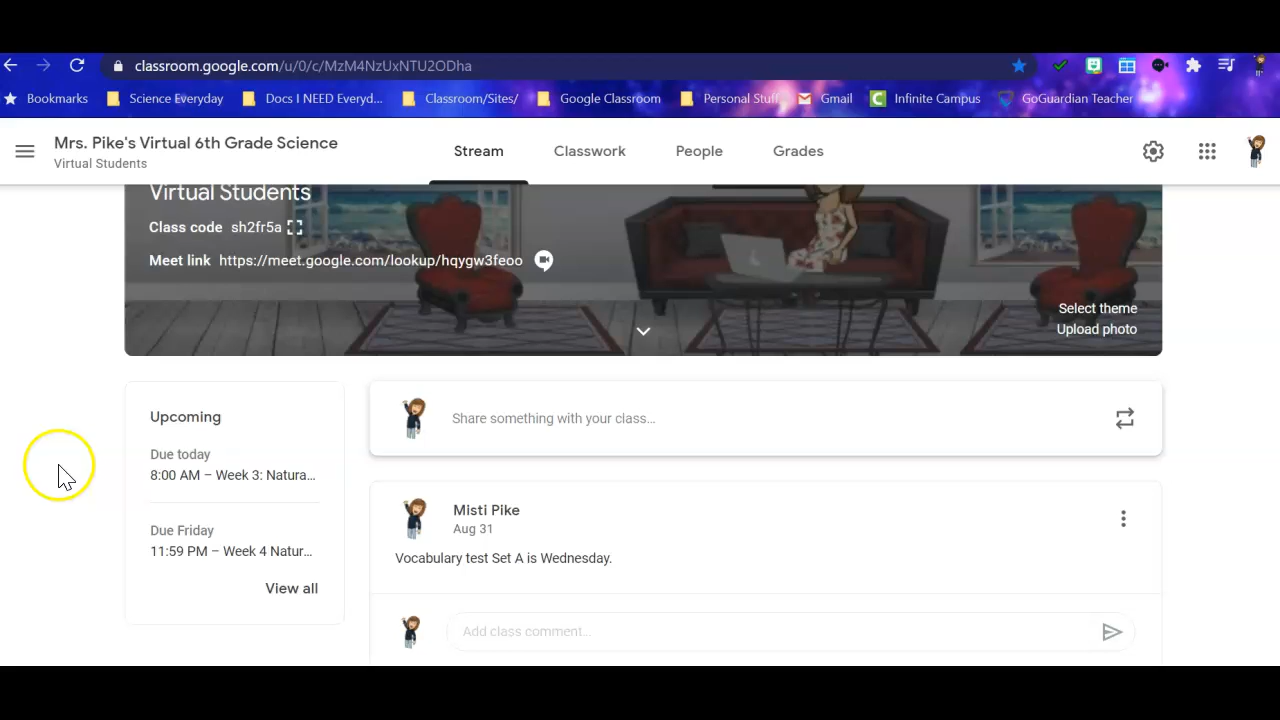 classroom.google.com/u/0/c/MzM4NzUxNTU2ODha
Bookmarks Science Everyday Docs I NEED Everyd... Classroom/Sites/ Google Classroom Personal Stuff Gmail Infinite Campus GoGuardian Teacher
Mrs. Pike's Virtual 6th Grade Science
Virtual Students
Stream Classwork People Grades
Virtual Students
Class code sh2fr5a
Meet link https://meet.google.com/lookup/hqygw3feoo
Select theme
Upload photo
Upcoming
Due today
8:00 AM – Week 3: Natura...
Due Friday
11:59 PM – Week 4 Natur...
View all
Share something with your class...
Misti Pike
Aug 31
Vocabulary test Set A is Wednesday.
Add class comment...